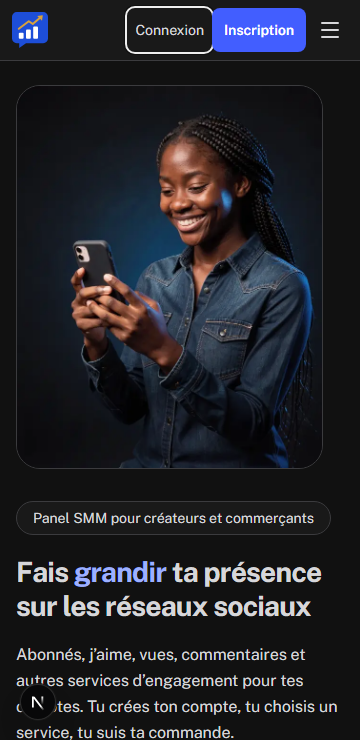 Connexion Inscription
Panel SMM pour créateurs et commerçants
Fais grandir ta présence
sur les réseaux sociaux
Abonnés, j’aime, vues, commentaires et
autres services d’engagement pour tes
Tu crées ton compte, tu choisis un
service, tu suis ta commande.
N